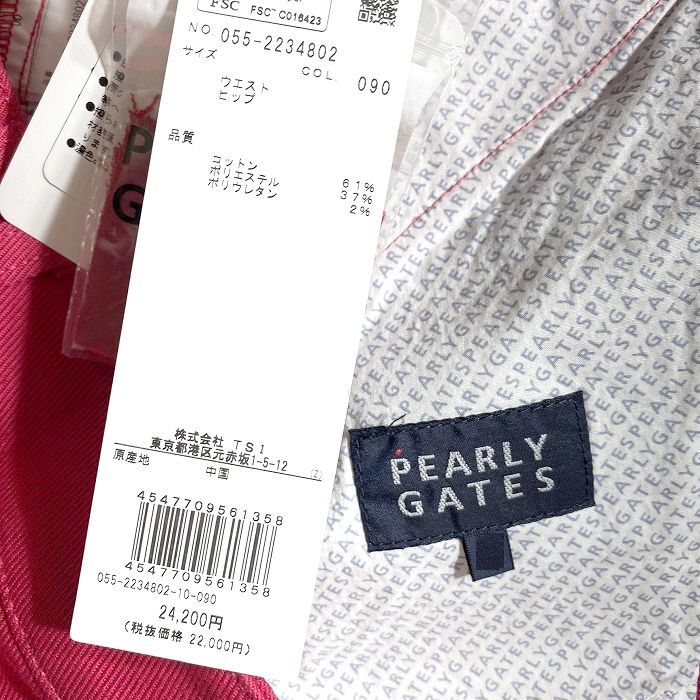 FSC
FSC® C016423
NO. 055-2234802
サイズ
COL. 090
ウエスト
ヒップ
品質
コットン 61%
ポリエステル 37%
ポリウレタン 2%
株式会社 TSI
東京都港区元赤坂1-5-12
原産地 中国 (Z)
4547709561358
4547709561358
055-2234802-10-090
24,200円
(税抜価格 22,000円)
PEARLY
GATES
PEARLYGATESPEARLYGATESPEARLYGATES